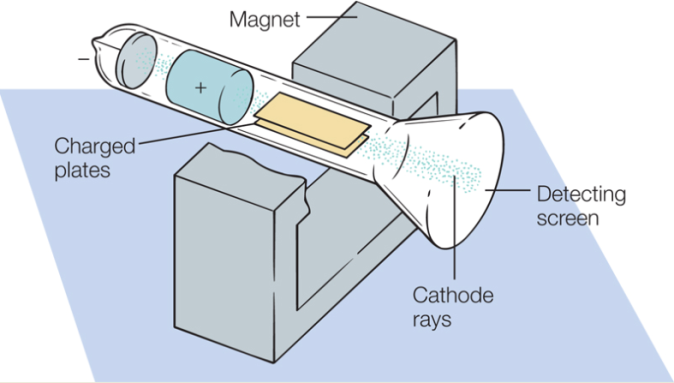 Magnet
−
+
Charged
plates
Detecting
screen
Cathode
rays